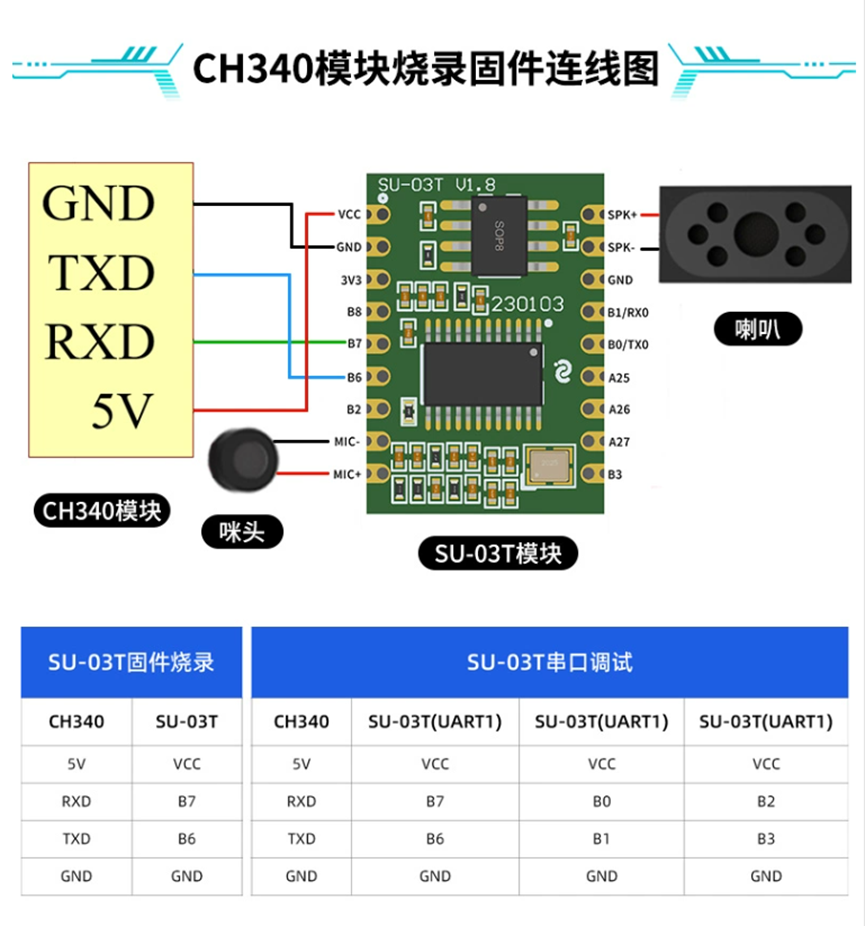 CH340模块烧录固件连线图
GND
TXD
RXD
5V
CH340模块
咪头
VCC
GND
3V3
B8
B7
B6
B2
MIC-
MIC+
SU-03T V1.8
SOP8
230103
SPK+
SPK-
GND
B1/RX0
B0/TX0
A25
A26
A27
B3
喇叭
SU-03T模块
SU-03T固件烧录
CH340 SU-03T
5V VCC
RXD B7
TXD B6
GND GND
SU-03T串口调试
CH340 SU-03T(UART1) SU-03T(UART1) SU-03T(UART1)
5V VCC VCC VCC
RXD B7 B0 B2
TXD B6 B1 B3
GND GND GND GND